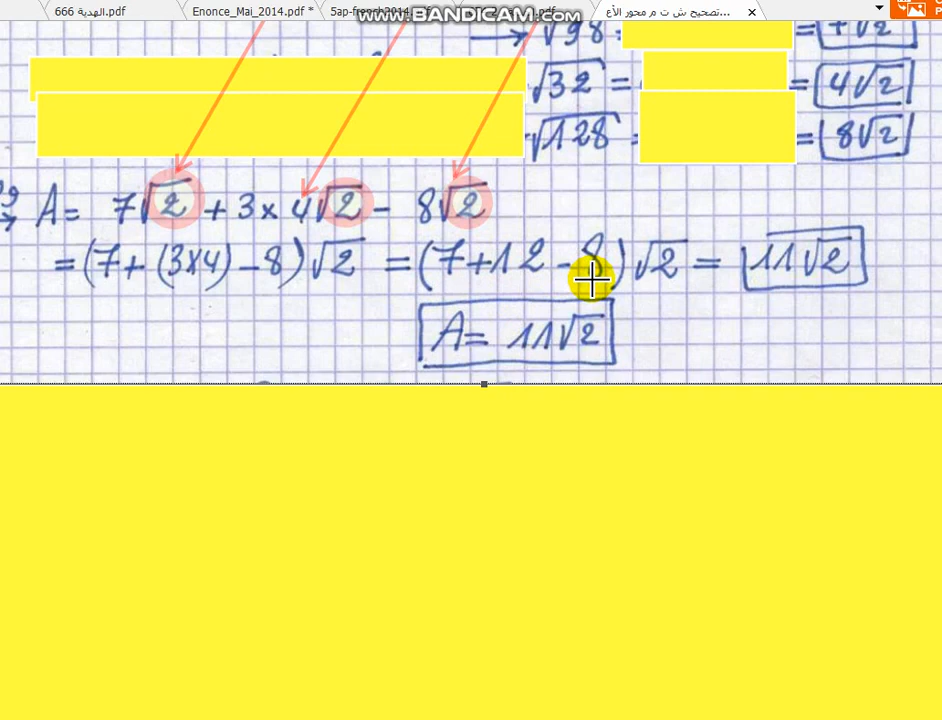 666 الهدية.pdf
Enonce_Mai_2014.pdf *
www.BANDICAM.com
تصحيح ش ت م محور الأع...
→ √98 = 7√2
√32 = = 4√2
√128 = = 8√2
A= 7√2 + 3×4√2 - 8√2
=(7+(3×4)-8)√2 =(7+12-8)√2 = 11√2
A= 11√2